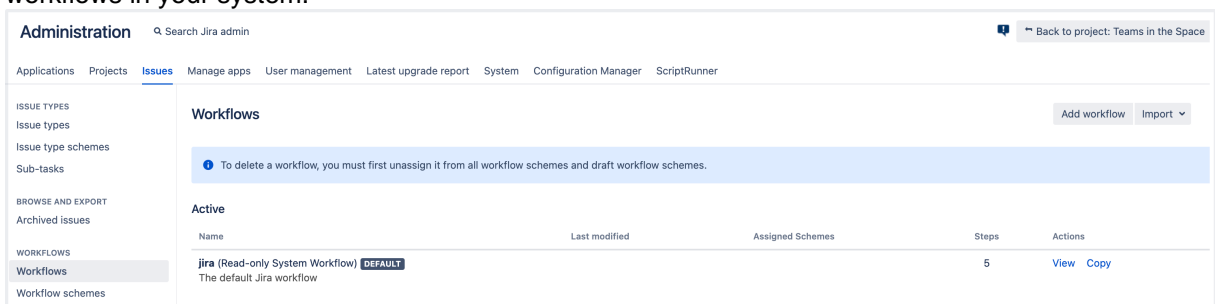 workflows in your system.
Administration Search Jira admin Back to project: Teams in the Space
Applications Projects Issues Manage apps User management Latest upgrade report System Configuration Manager ScriptRunner
ISSUE TYPES
Issue types
Issue type schemes
Sub-tasks
BROWSE AND EXPORT
Archived issues
WORKFLOWS
Workflows
Workflow schemes
Workflows Add workflow Import
To delete a workflow, you must first unassign it from all workflow schemes and draft workflow schemes.
Active
Name Last modified Assigned Schemes Steps Actions
jira (Read-only System Workflow) DEFAULT 5 View Copy
The default Jira workflow